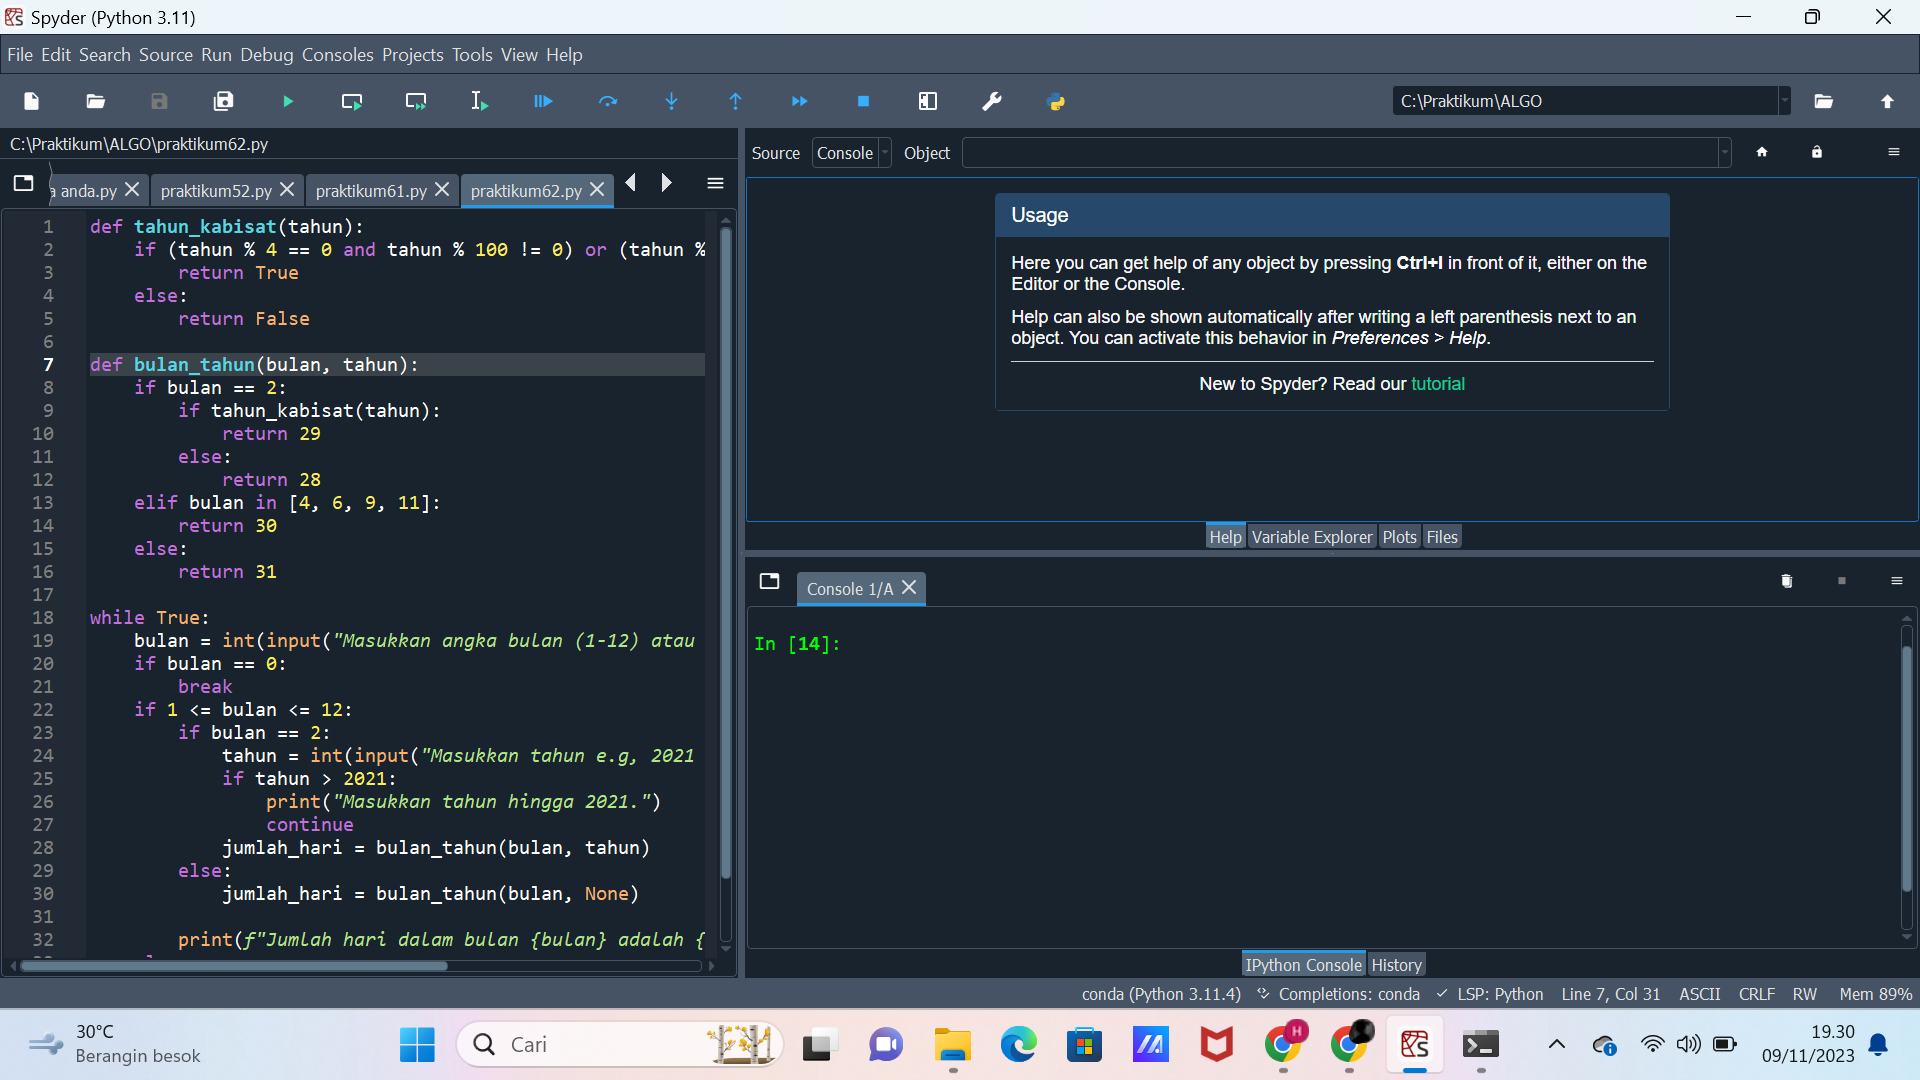 Spyder (Python 3.11)
File Edit Search Source Run Debug Consoles Projects Tools View Help
C:\Praktikum\ALGO
C:\Praktikum\ALGO\praktikum62.py
anda.py praktikum52.py praktikum61.py praktikum62.py
1 def tahun_kabisat(tahun):
2 if (tahun % 4 == 0 and tahun % 100 != 0) or (tahun %
3 return True
4 else:
5 return False
6
7 def bulan_tahun(bulan, tahun):
8 if bulan == 2:
9 if tahun_kabisat(tahun):
10 return 29
11 else:
12 return 28
13 elif bulan in [4, 6, 9, 11]:
14 return 30
15 else:
16 return 31
17
18 while True:
19 bulan = int(input("Masukkan angka bulan (1-12) atau
20 if bulan == 0:
21 break
22 if 1 <= bulan <= 12:
23 if bulan == 2:
24 tahun = int(input("Masukkan tahun e.g, 2021
25 if tahun > 2021:
26 print("Masukkan tahun hingga 2021.")
27 continue
28 jumlah_hari = bulan_tahun(bulan, tahun)
29 else:
30 jumlah_hari = bulan_tahun(bulan, None)
31
32 print(f"Jumlah hari dalam bulan {bulan} adalah {
Source Console Object
Usage
Here you can get help of any object by pressing Ctrl+I in front of it, either on the
Editor or the Console.
Help can also be shown automatically after writing a left parenthesis next to an
object. You can activate this behavior in Preferences > Help.
New to Spyder? Read our tutorial
Help Variable Explorer Plots Files
Console 1/A
In [14]:
IPython Console History
conda (Python 3.11.4) Completions: conda LSP: Python Line 7, Col 31 ASCII CRLF RW Mem 89%
30°C
Berangin besok
Cari
H
19.30
09/11/2023